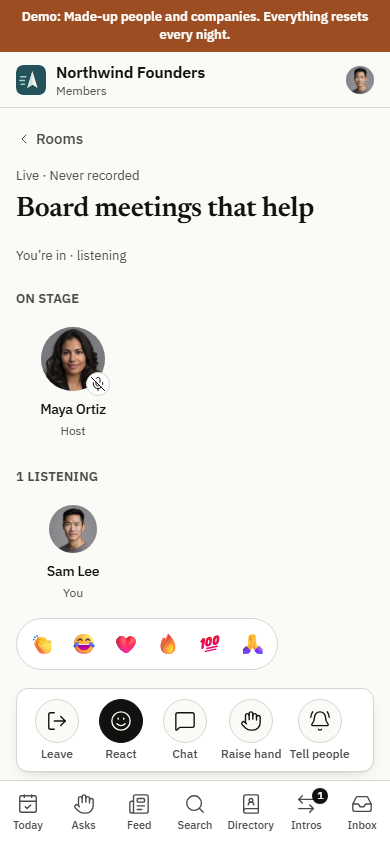 Demo: Made-up people and companies. Everything resets
every night.
Northwind Founders
Members
Rooms
Live · Never recorded
Board meetings that help
You’re in · listening
ON STAGE
Maya Ortiz
Host
1 LISTENING
Sam Lee
You
💯
Leave
React
Chat
Raise hand
Tell people
Today
Asks
Feed
Search
Directory
1
Intros
Inbox